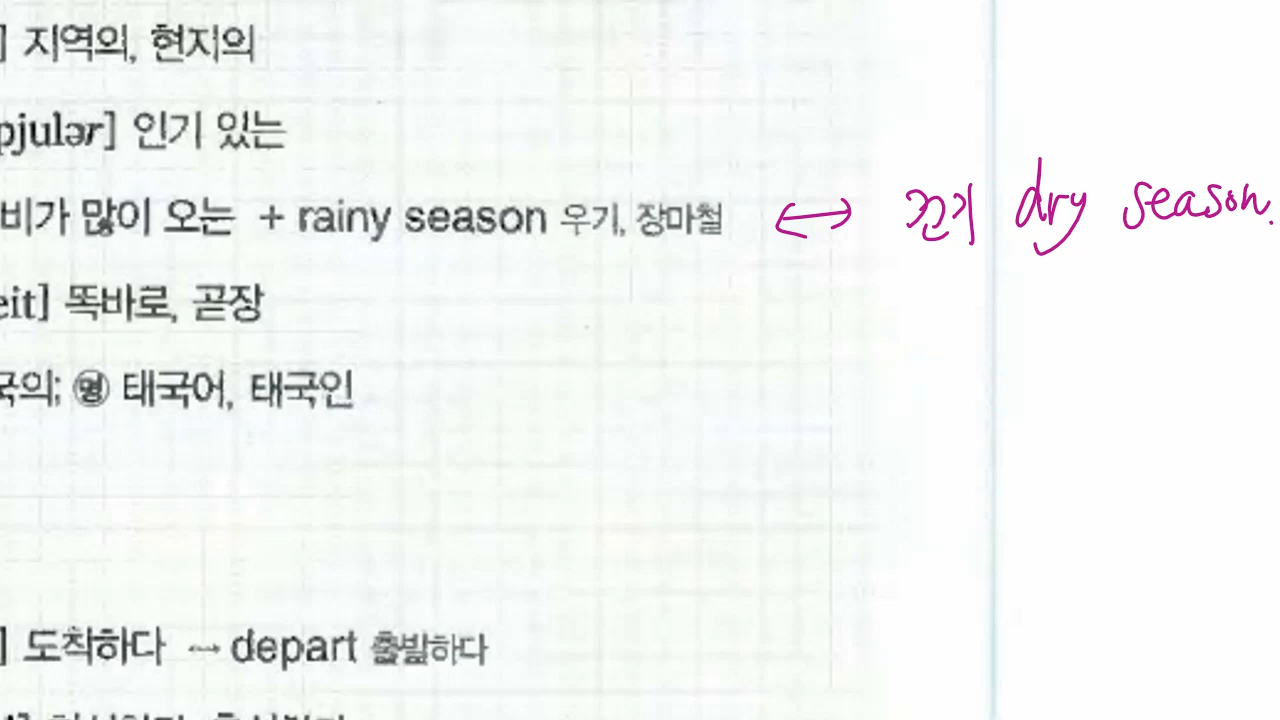 ] 지역의, 현지의
pjulər] 인기 있는
비가 많이 오는 + rainy season 우기, 장마철 ↔ 건기 dry season.
eit] 똑바로, 곧장
국의; 명 태국어, 태국인
] 도착하다 ↔ depart 출발하다